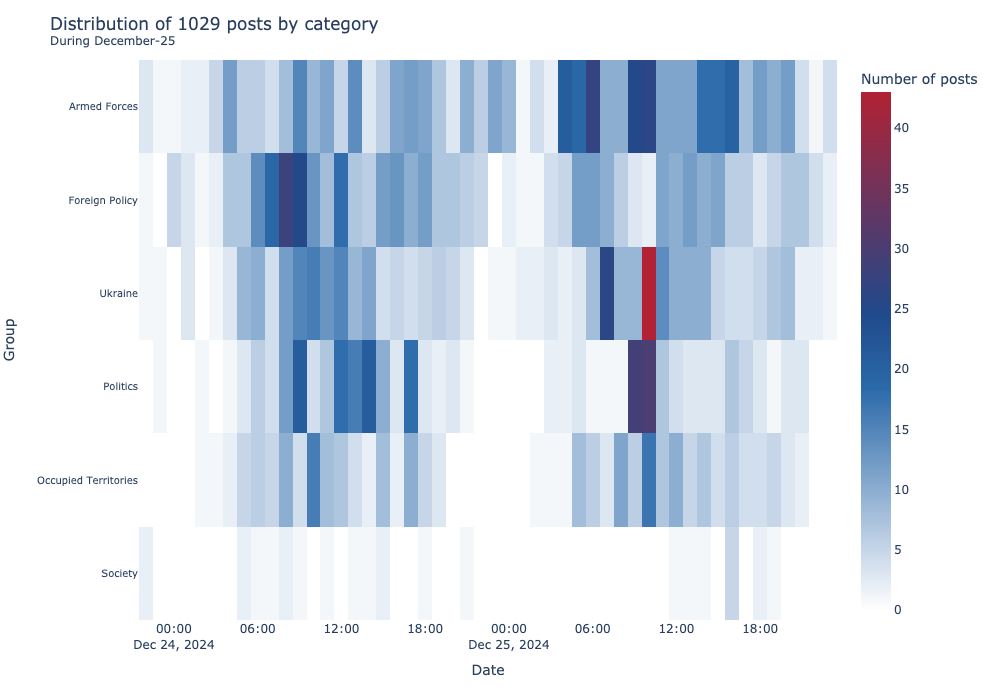 Distribution of 1029 posts by category
During December-25
Number of posts
Armed Forces
Foreign Policy
Ukraine
Politics
Occupied Territories
Society
Group
40
35
30
25
20
15
10
5
0
00:00 06:00 12:00 18:00 00:00 06:00 12:00 18:00
Dec 24, 2024 Dec 25, 2024
Date